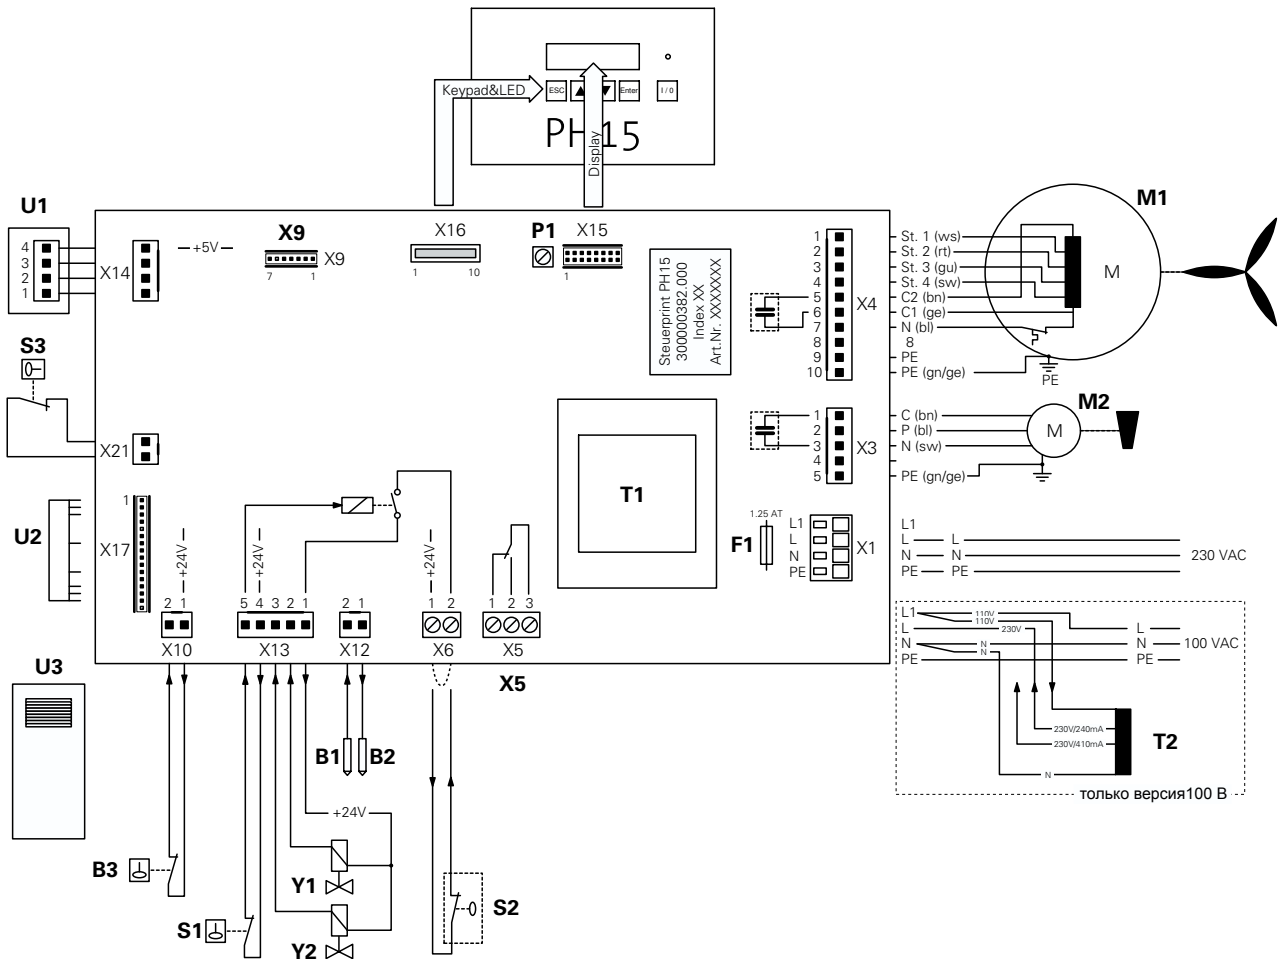 Keypad&LED
ESC
▲
▼
Enter
I / 0
PH 15
Display
U1
4
3
2
1
X14
+5V
X9
X9
7 1
X16
1 10
P1
X15
1
Steuerprint PH15
300000382.000
Index XX
Art.Nr. XXXXXXX
1
2
3
4
5
6
7
8
9
10
X4
St. 1 (ws)
St. 2 (rt)
St. 3 (gu)
St. 4 (sw)
C2 (bn)
C1 (ge)
N (bl)
8
PE
PE (gn/ge)
M
M1
PE
S3
X21
1
2
3
4
5
X3
C (bn)
P (bl)
N (sw)
PE (gn/ge)
M
M2
T1
U2
1
X17
+24V
2 1
X10
+24V
5 4 3 2 1
X13
2 1
X12
+24V
1 2
X6
1 2 3
X5
X5
1.25 AT
F1
L1
L
N
PE
X1
L1
L L
N N
PE PE
230 VAC
L1
L
N
PE
110V
110V
230V
N
N
L
N
PE
100 VAC
230V/240mA
230V/410mA
N
T2
только версия100 В
U3
B1
B2
+24V
B3
Y1
S1
Y2
S2